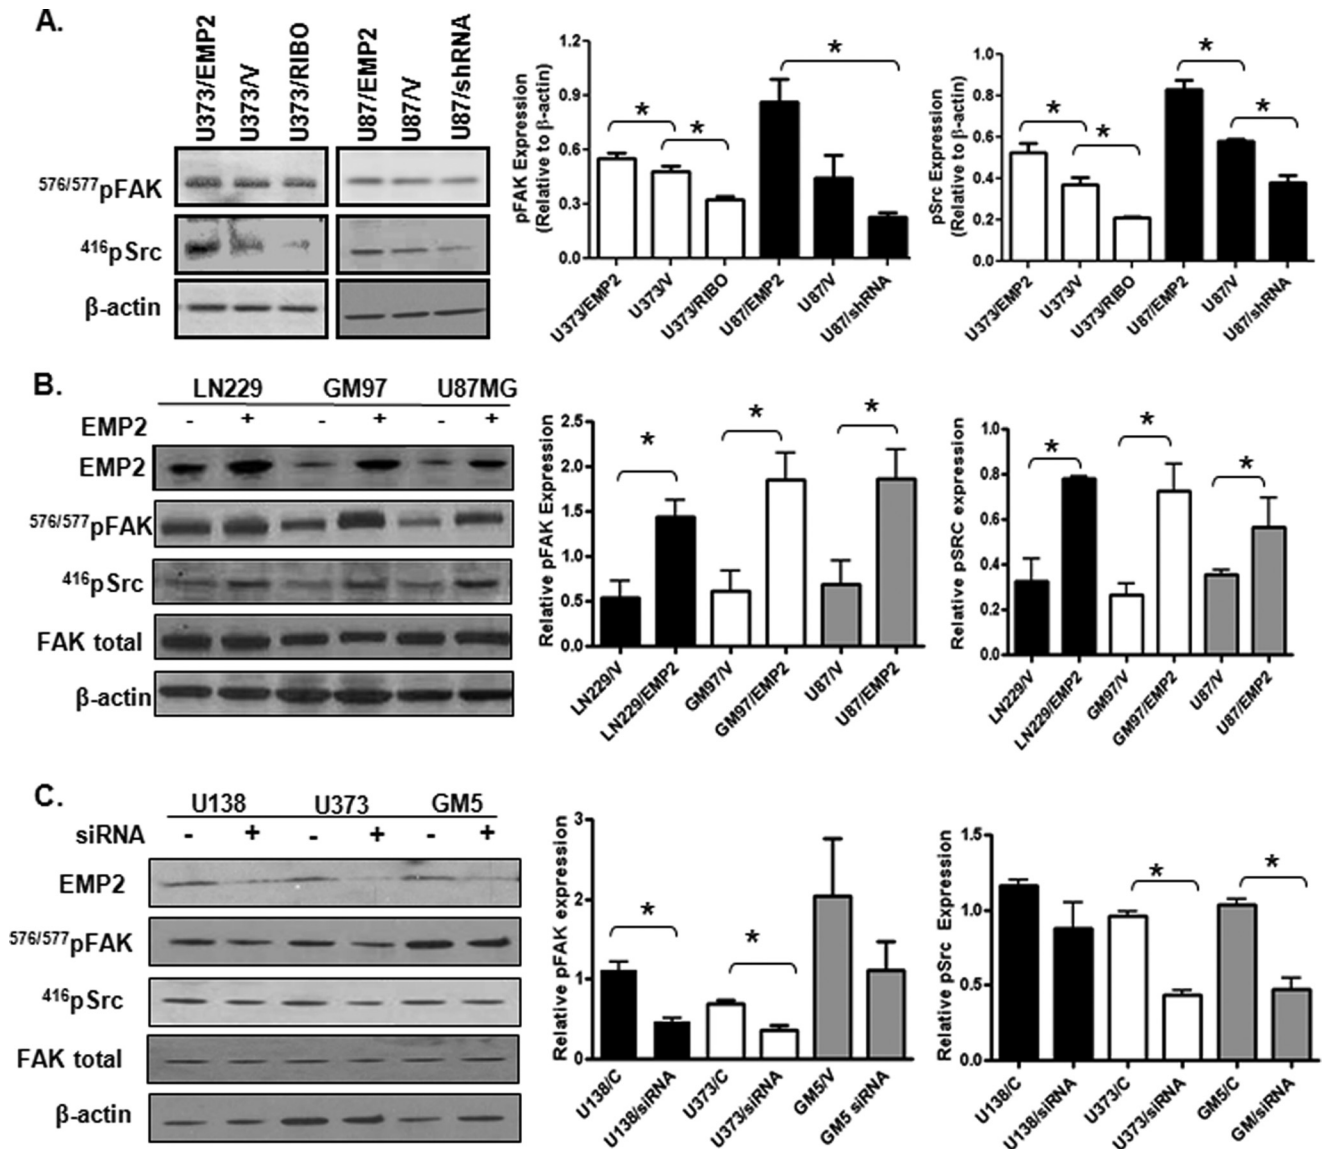 A.
U373/EMP2
U373/V
U373/RIBO
U87/EMP2
U87/V
U87/shRNA
576/577pFAK
416pSrc
β-actin
pFAK Expression
(Relative to β-actin)
1.2
0.9
0.6
0.3
0.0
* * *
U373/EMP2
U373/V
U373/RIBO
U87/EMP2
U87/V
U87/shRNA
pSrc Expression
(Relative to β-actin)
1.0
0.8
0.6
0.4
0.2
0.0
* * * *
U373/EMP2
U373/V
U373/RIBO
U87/EMP2
U87/V
U87/shRNA
B.
LN229 GM97 U87MG
EMP2 - + - + - +
EMP2
576/577pFAK
416pSrc
FAK total
β-actin
Relative pFAK Expression
2.5
2.0
1.5
1.0
0.5
0.0
* * *
LN229/V
LN229/EMP2
GM97/V
GM97/EMP2
U87/V
U87/EMP2
Relative pSRC expression
1.0
0.8
0.6
0.4
0.2
0.0
* * *
LN229/V
LN229/EMP2
GM97/V
GM97/EMP2
U87/V
U87/EMP2
C.
U138 U373 GM5
siRNA - + - + - +
EMP2
576/577pFAK
416pSrc
FAK total
β-actin
Relative pFAK expression
3
2
1
0
* *
U138/C
U138/siRNA
U373/C
U373/siRNA
GM5/V
GM5 siRNA
Relative pSrc Expression
1.5
1.0
0.5
0.0
* *
U138/C
U138/siRNA
U373/C
U373/siRNA
GM5/C
GM/siRNA